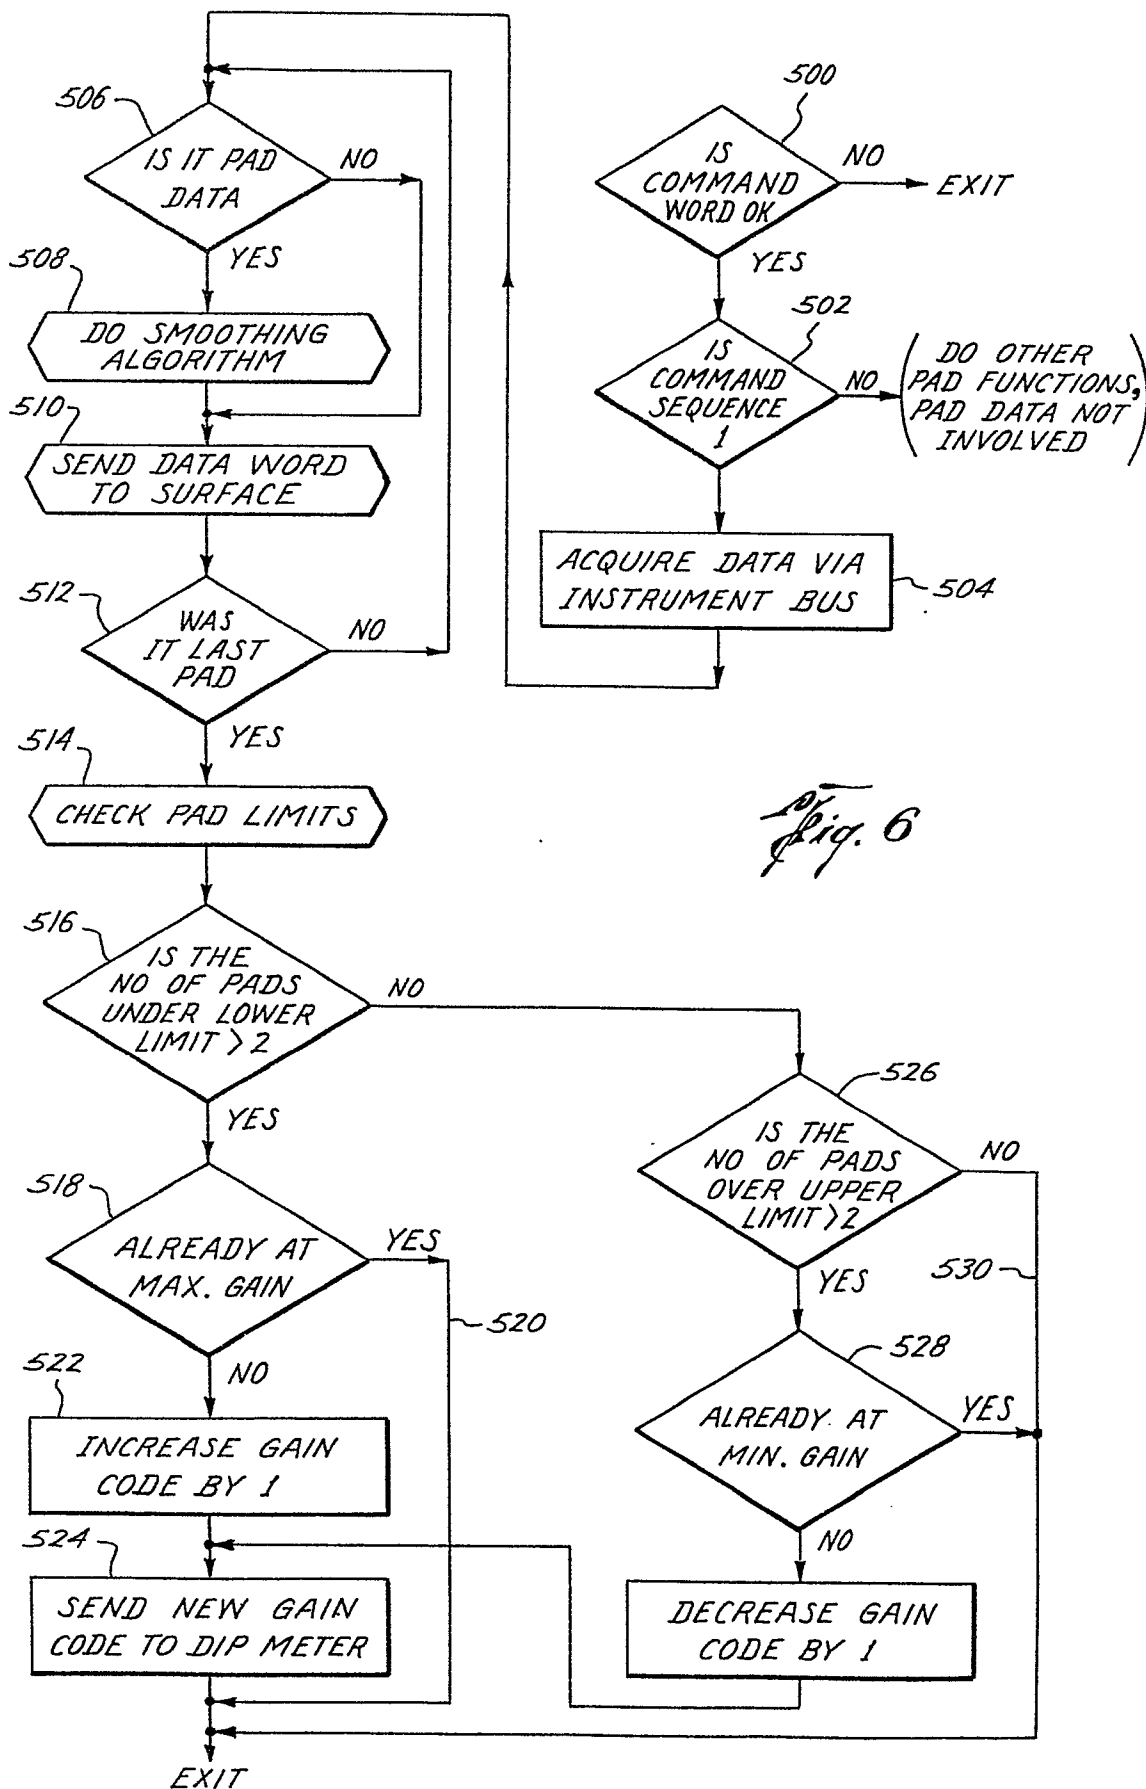 506
IS IT PAD
DATA
NO
YES
508
DO SMOOTHING
ALGORITHM
510
SEND DATA WORD
TO SURFACE
512
WAS
IT LAST
PAD
NO
YES
514
CHECK PAD LIMITS
500
IS
COMMAND
WORD OK
NO
EXIT
YES
502
IS
COMMAND
SEQUENCE
1
NO
(DO OTHER
PAD FUNCTIONS,
PAD DATA NOT
INVOLVED)
ACQUIRE DATA VIA
INSTRUMENT BUS
504
Fig. 6
516
IS THE
NO OF PADS
UNDER LOWER
LIMIT > 2
NO
YES
518
ALREADY AT
MAX. GAIN
YES
520
NO
522
INCREASE GAIN
CODE BY 1
524
SEND NEW GAIN
CODE TO DIP METER
EXIT
526
IS THE
NO OF PADS
OVER UPPER
LIMIT >2
NO
530
YES
528
ALREADY AT
MIN. GAIN
YES
NO
DECREASE GAIN
CODE BY 1